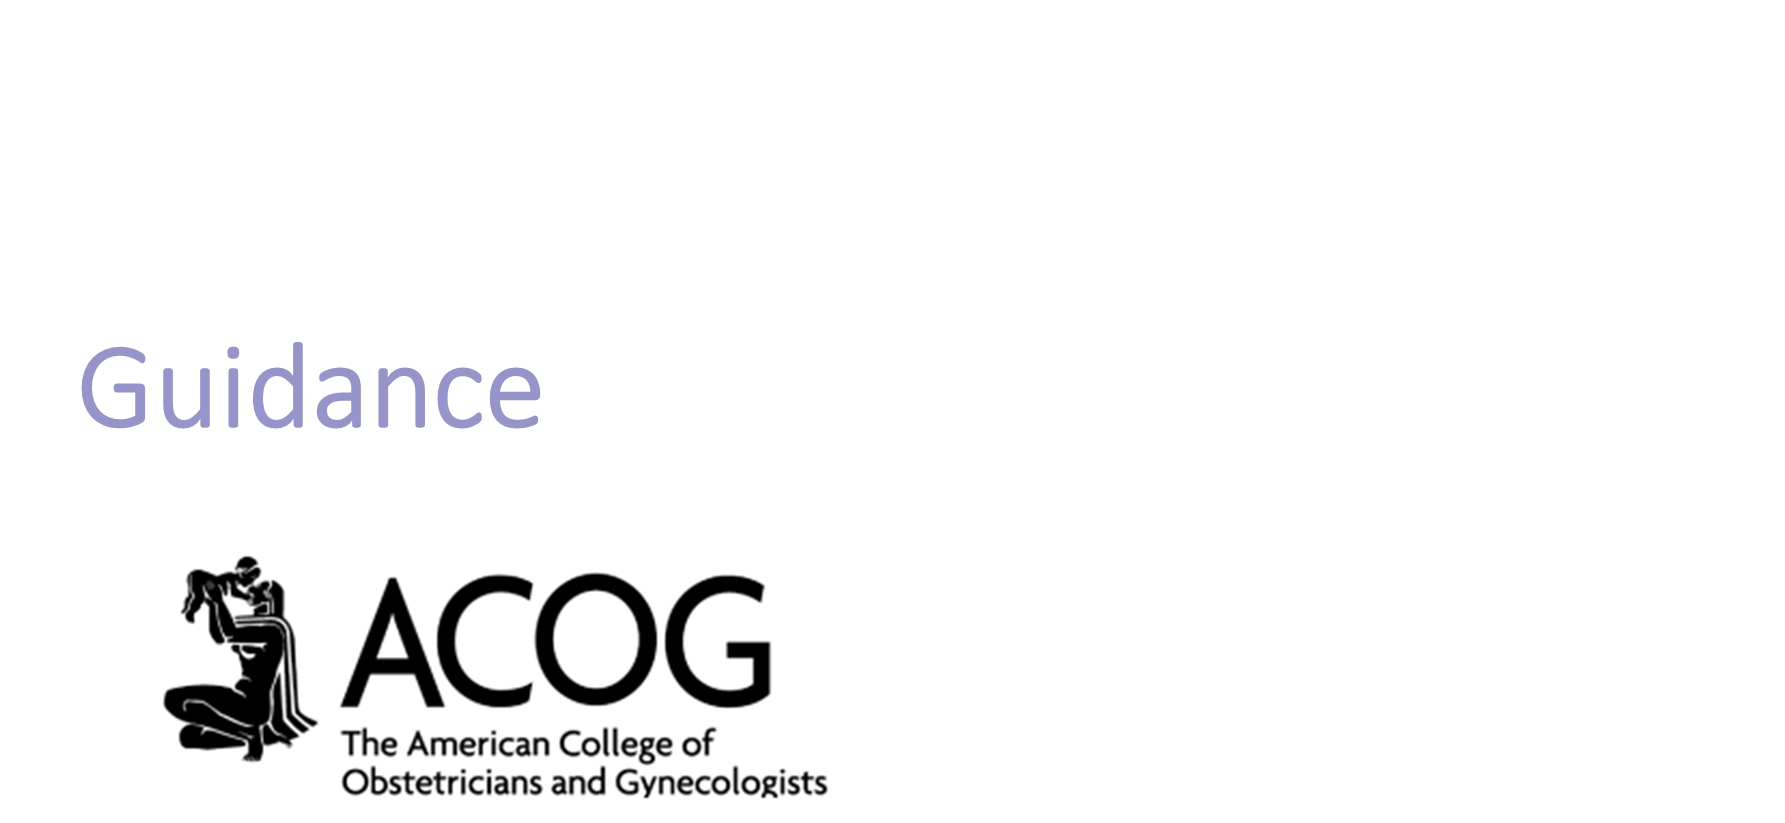 Guidance
ACOG
The American College of
Obstetricians and Gynecologists